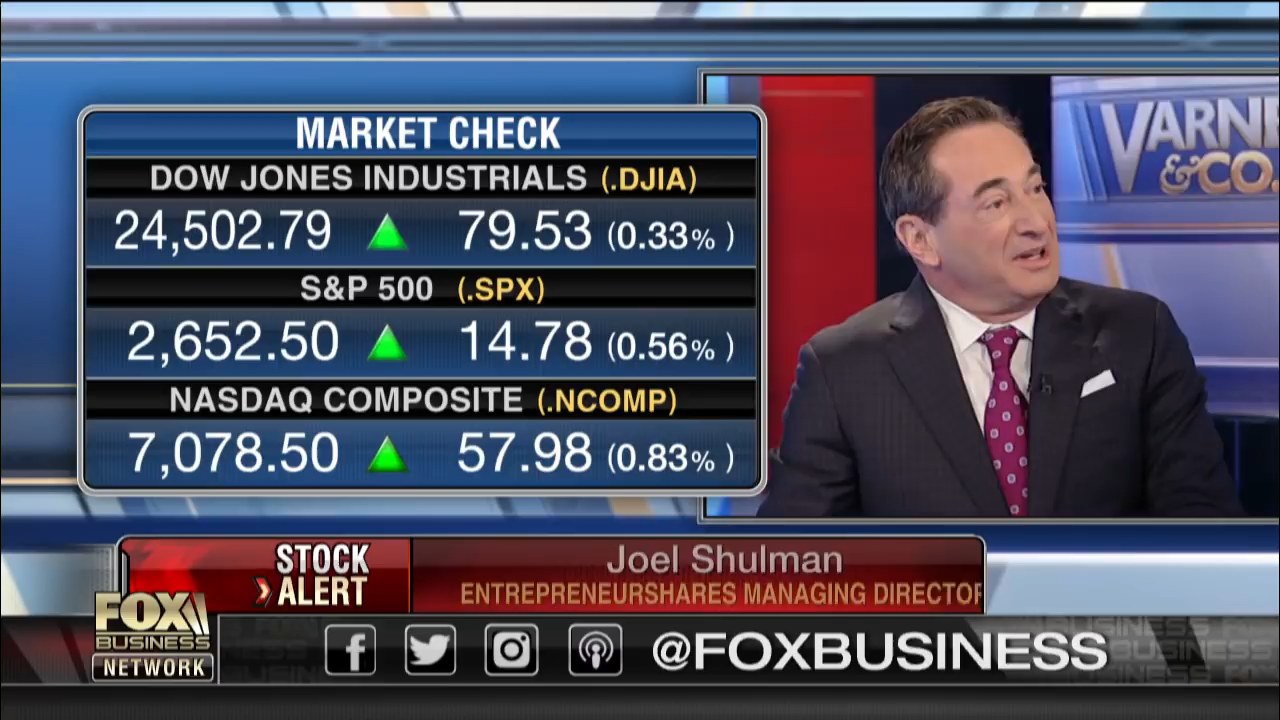 MARKET CHECK
DOW JONES INDUSTRIALS (.DJIA)
24,502.79 ▲ 79.53 (0.33% )
S&P 500 (.SPX)
2,652.50 ▲ 14.78 (0.56% )
NASDAQ COMPOSITE (.NCOMP)
7,078.50 ▲ 57.98 (0.83% )
VARNE
&CO.
STOCK
ALERT
Joel Shulman
ENTREPRENEURSHARES MANAGING DIRECTOR
FOX
BUSINESS
NETWORK
@FOXBUSINESS